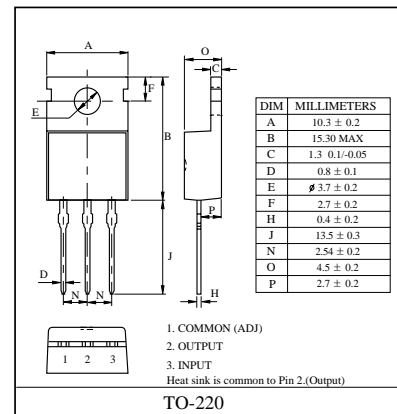 A
O
C
F
E
B
P
J
D
N
N
H
DIM MILLIMETERS
A 10.3 ± 0.2
B 15.30 MAX
C 1.3 0.1/-0.05
D 0.8 ± 0.1
E ø 3.7 ± 0.2
F 2.7 ± 0.2
H 0.4 ± 0.2
J 13.5 ± 0.3
N 2.54 ± 0.2
O 4.5 ± 0.2
P 2.7 ± 0.2
1 2 3
1. COMMON (ADJ)
2. OUTPUT
3. INPUT
Heat sink is common to Pin 2.(Output)
TO-220